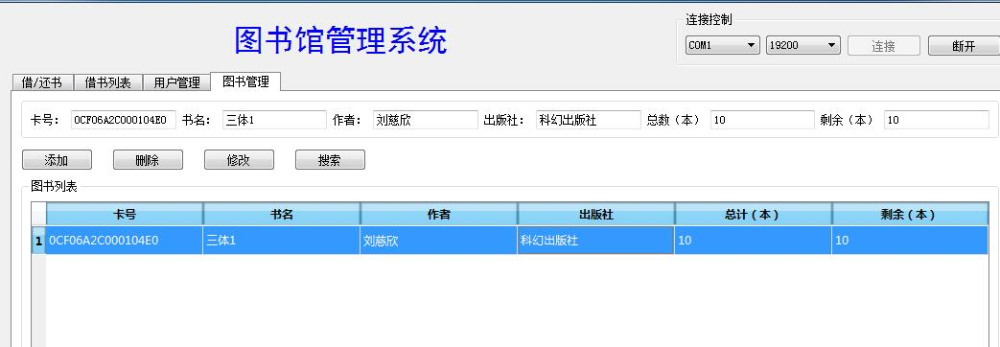 连接控制
图书馆管理系统
COM1 19200 连接 断开
借/还书 借书列表 用户管理 图书管理
卡号: 0CF06A2C000104E0 书名: 三体1 作者: 刘慈欣 出版社: 科幻出版社 总数（本） 10 剩余（本） 10
添加 删除 修改 搜索
图书列表
卡号 书名 作者 出版社 总计（本） 剩余（本）
1 0CF06A2C000104E0 三体1 刘慈欣 科幻出版社 10 10